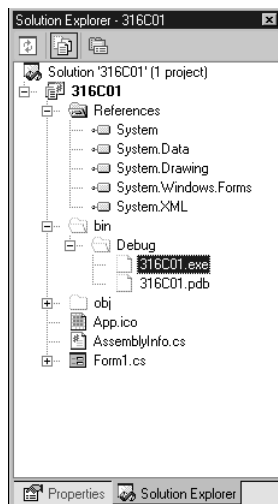 Solution Explorer - 316C01
Solution '316C01' (1 project)
316C01
References
System
System.Data
System.Drawing
System.Windows.Forms
System.XML
bin
Debug
316C01.exe
316C01.pdb
obj
App.ico
AssemblyInfo.cs
Form1.cs
Properties Solution Explorer